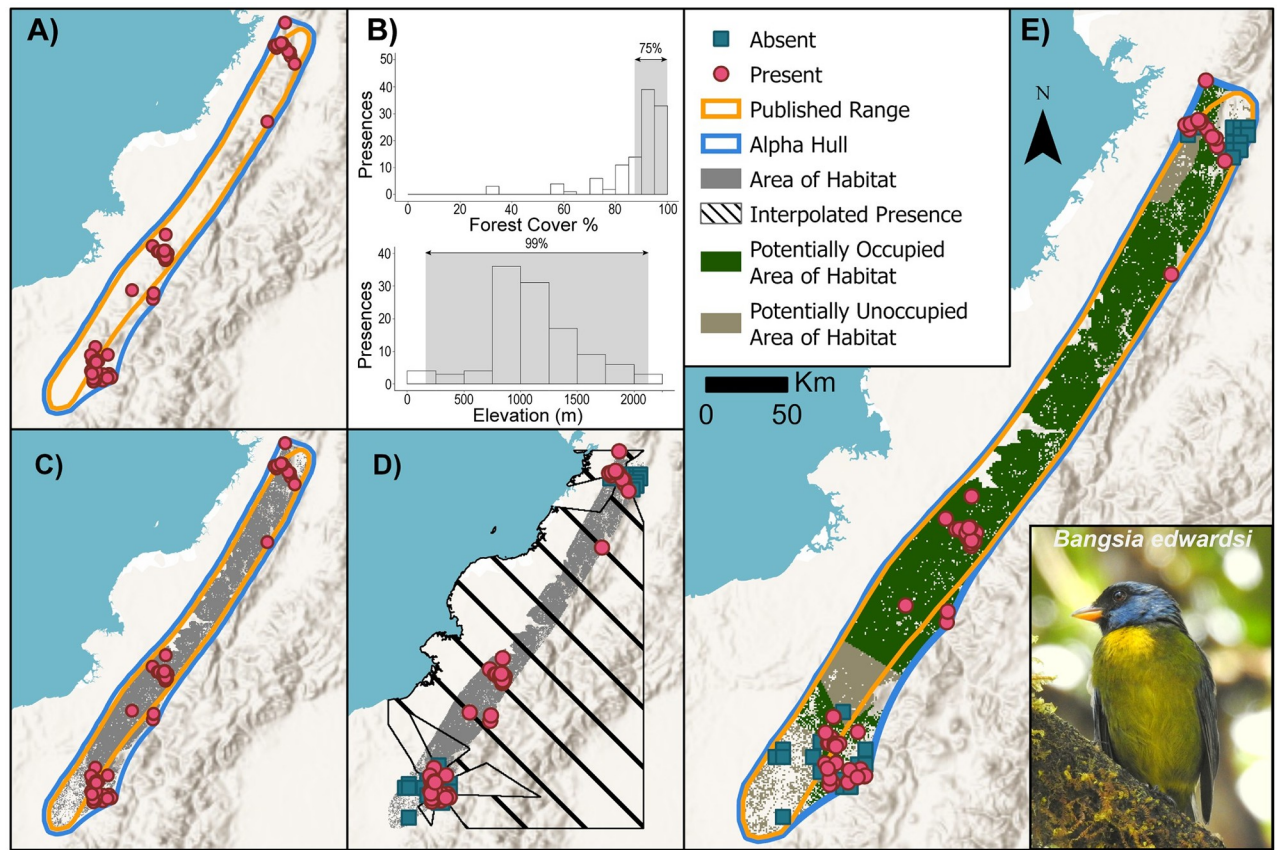 A)
B)
75%
50
40
30
20
10
0
Presences
0 20 40 60 80 100
Forest Cover %
99%
40
30
20
10
0
Presences
0 500 1000 1500 2000
Elevation (m)
Absent
Present
Published Range
Alpha Hull
Area of Habitat
Interpolated Presence
Potentially Occupied
Area of Habitat
Potentially Unoccupied
Area of Habitat
E)
N
Km
0 50
C)
D)
Bangsia edwardsi